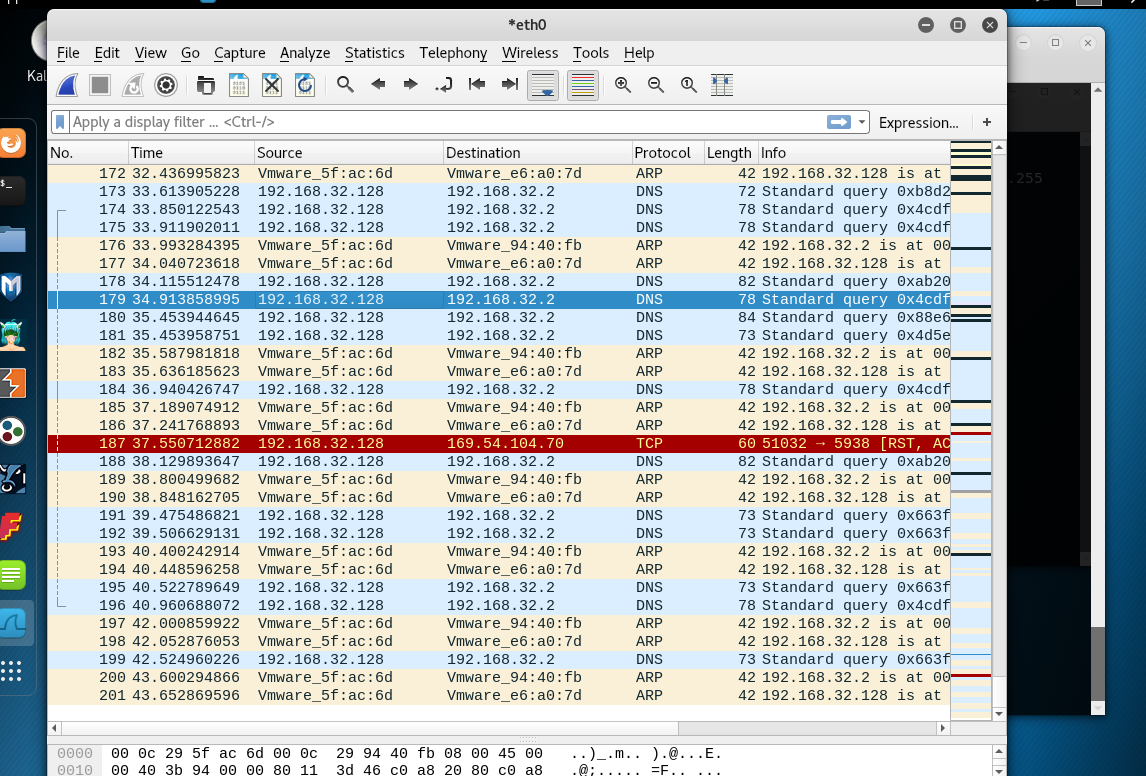 *eth0
Kal
File Edit View Go Capture Analyze Statistics Telephony Wireless Tools Help
Apply a display filter ... <Ctrl-/> Expression... +
No. Time Source Destination Protocol Length Info
172 32.436995823 Vmware_5f:ac:6d Vmware_e6:a0:7d ARP 42 192.168.32.128 is at
.255
173 33.613905228 192.168.32.128 192.168.32.2 DNS 72 Standard query 0xb8d2
174 33.850122543 192.168.32.128 192.168.32.2 DNS 78 Standard query 0x4cdf
175 33.911902011 192.168.32.128 192.168.32.2 DNS 78 Standard query 0x4cdf
176 33.993284395 Vmware_5f:ac:6d Vmware_94:40:fb ARP 42 192.168.32.2 is at 00
177 34.040723618 Vmware_5f:ac:6d Vmware_e6:a0:7d ARP 42 192.168.32.128 is at
178 34.115512478 192.168.32.128 192.168.32.2 DNS 82 Standard query 0xab20
179 34.913858995 192.168.32.128 192.168.32.2 DNS 78 Standard query 0x4cdf
180 35.453944645 192.168.32.128 192.168.32.2 DNS 84 Standard query 0x88e6
181 35.453958751 192.168.32.128 192.168.32.2 DNS 73 Standard query 0x4d5e
182 35.587981818 Vmware_5f:ac:6d Vmware_94:40:fb ARP 42 192.168.32.2 is at 00
183 35.636185623 Vmware_5f:ac:6d Vmware_e6:a0:7d ARP 42 192.168.32.128 is at
184 36.940426747 192.168.32.128 192.168.32.2 DNS 78 Standard query 0x4cdf
185 37.189074912 Vmware_5f:ac:6d Vmware_94:40:fb ARP 42 192.168.32.2 is at 00
186 37.241768893 Vmware_5f:ac:6d Vmware_e6:a0:7d ARP 42 192.168.32.128 is at
187 37.550712882 192.168.32.128 169.54.104.70 TCP 60 51032 → 5938 [RST, AC
188 38.129893647 192.168.32.128 192.168.32.2 DNS 82 Standard query 0xab20
189 38.800499682 Vmware_5f:ac:6d Vmware_94:40:fb ARP 42 192.168.32.2 is at 00
190 38.848162705 Vmware_5f:ac:6d Vmware_e6:a0:7d ARP 42 192.168.32.128 is at
191 39.475486821 192.168.32.128 192.168.32.2 DNS 73 Standard query 0x663f
192 39.506629131 192.168.32.128 192.168.32.2 DNS 73 Standard query 0x663f
193 40.400242914 Vmware_5f:ac:6d Vmware_94:40:fb ARP 42 192.168.32.2 is at 00
194 40.448596258 Vmware_5f:ac:6d Vmware_e6:a0:7d ARP 42 192.168.32.128 is at
195 40.522789649 192.168.32.128 192.168.32.2 DNS 73 Standard query 0x663f
196 40.960688072 192.168.32.128 192.168.32.2 DNS 78 Standard query 0x4cdf
197 42.000859922 Vmware_5f:ac:6d Vmware_94:40:fb ARP 42 192.168.32.2 is at 00
198 42.052876053 Vmware_5f:ac:6d Vmware_e6:a0:7d ARP 42 192.168.32.128 is at
199 42.524960226 192.168.32.128 192.168.32.2 DNS 73 Standard query 0x663f
200 43.600294866 Vmware_5f:ac:6d Vmware_94:40:fb ARP 42 192.168.32.2 is at 00
201 43.652869596 Vmware_5f:ac:6d Vmware_e6:a0:7d ARP 42 192.168.32.128 is at
0000 00 0c 29 5f ac 6d 00 0c 29 94 40 fb 08 00 45 00 ..)_.m.. ).@...E.
0010 00 40 3b 94 00 00 80 11 3d 46 c0 a8 20 80 c0 a8 .@;..... =F.. ...